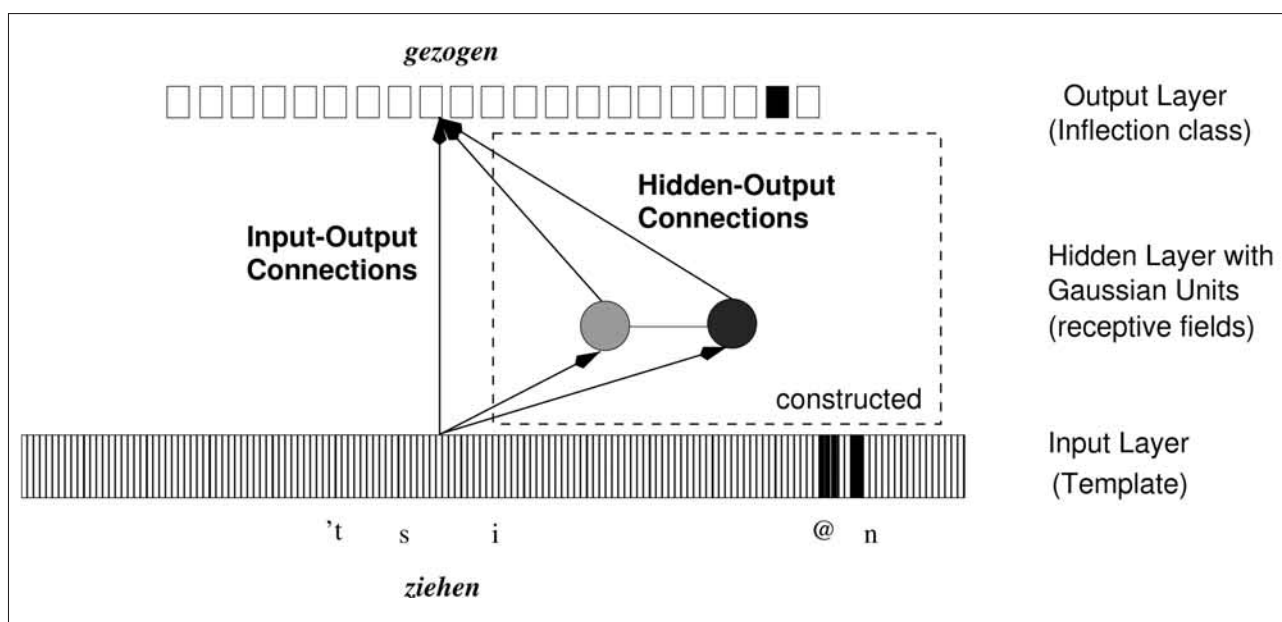 gezogen
Output Layer
(Inflection class)
Hidden-Output
Connections
Input-Output
Connections
Hidden Layer with
Gaussian Units
(receptive fields)
constructed
Input Layer
(Template)
't s i @ n
ziehen